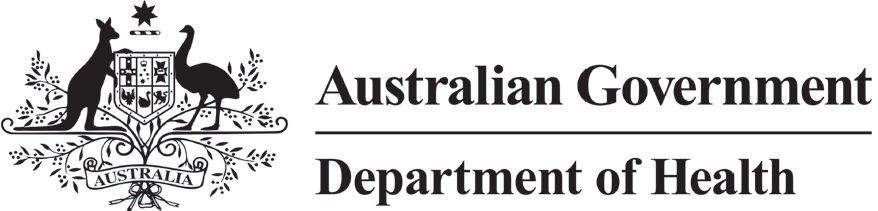 Australian Government
Department of Health
AUSTRALIA